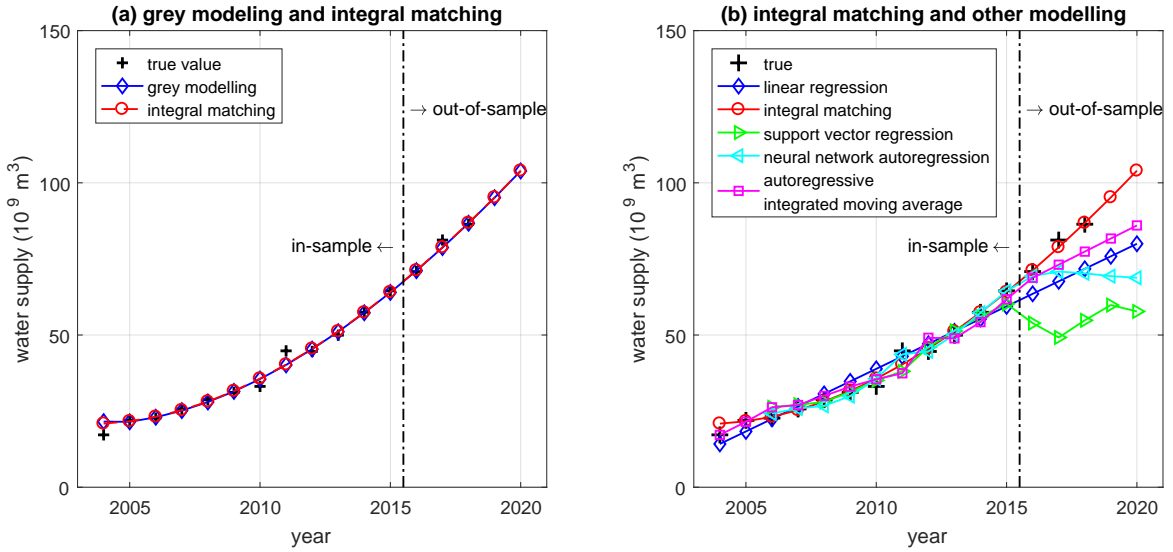 (a) grey modeling and integral matching
150
100
50
0
water supply (10⁹ m³)
true value
grey modelling
integral matching
→ out-of-sample
in-sample ←
2005
2010
2015
2020
year
(b) integral matching and other modelling
150
100
50
0
water supply (10⁹ m³)
true
linear regression
integral matching
support vector regression
neural network autoregression
autoregressive
integrated moving average
→ out-of-sample
in-sample ←
2005
2010
2015
2020
year